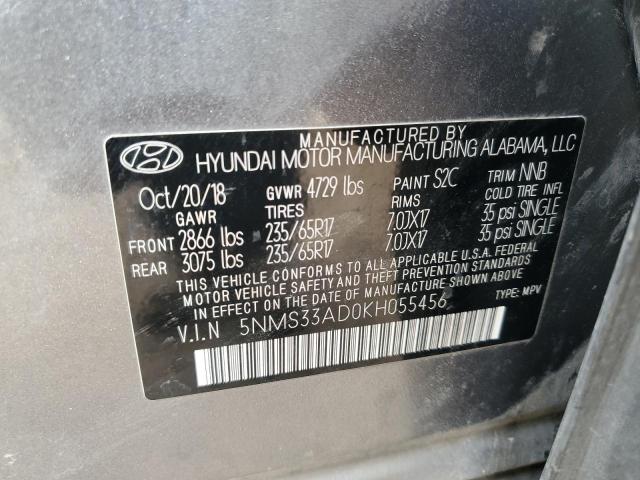 MANUFACTURED BY
HYUNDAI MOTOR MANUFACTURING ALABAMA, LLC
Oct/20/18 GVWR 4729 lbs PAINT S2C TRIM NNB
GAWR TIRES RIMS COLD TIRE INFL
FRONT 2866 lbs 235/65R17 7.0JX17 35 psi SINGLE
REAR 3075 lbs 235/65R17 7.0JX17 35 psi SINGLE
THIS VEHICLE CONFORMS TO ALL APPLICABLE U.S.A. FEDERAL
MOTOR VEHICLE SAFETY AND THEFT PREVENTION STANDARDS
IN EFFECT ON THE DATE OF MANUFACTURE SHOWN ABOVE.
V.I.N 5NMS33AD0KH055456 TYPE: MPV